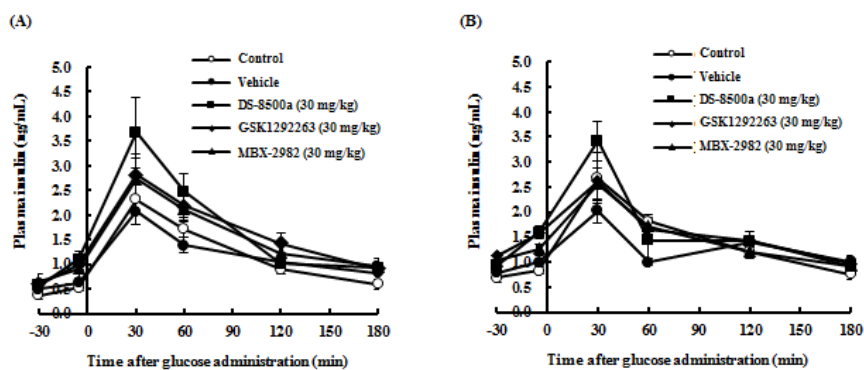 (A)
Control
Vehicle
DS-8500a (30 mg/kg)
GSK1292263 (30 mg/kg)
MBX-2982 (30 mg/kg)
Plasma insulin (ng/mL)
5.0
4.5
4.0
3.5
3.0
2.5
2.0
1.5
1.0
0.5
0.0
-30 0 30 60 90 120 150 180
Time after glucose administration (min)
(B)
Control
Vehicle
DS-8500a (30 mg/kg)
GSK1292263 (30 mg/kg)
MBX-2982 (30 mg/kg)
Plasma insulin (ng/mL)
5.0
4.5
4.0
3.5
3.0
2.5
2.0
1.5
1.0
0.5
0.0
-30 0 30 60 90 120 150 180
Time after glucose administration (min)